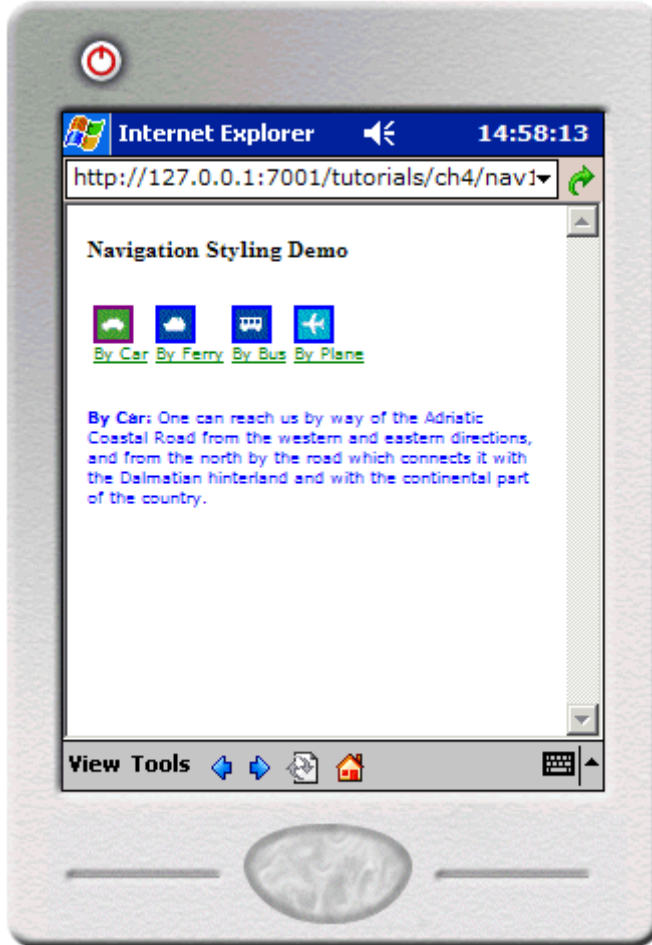 Internet Explorer 14:58:13
http://127.0.0.1:7001/tutorials/ch4/nav1
Navigation Styling Demo
By Car By Ferry By Bus By Plane
By Car: One can reach us by way of the Adriatic
Coastal Road from the western and eastern directions,
and from the north by the road which connects it with
the Dalmatian hinterland and with the continental part
of the country.
View Tools